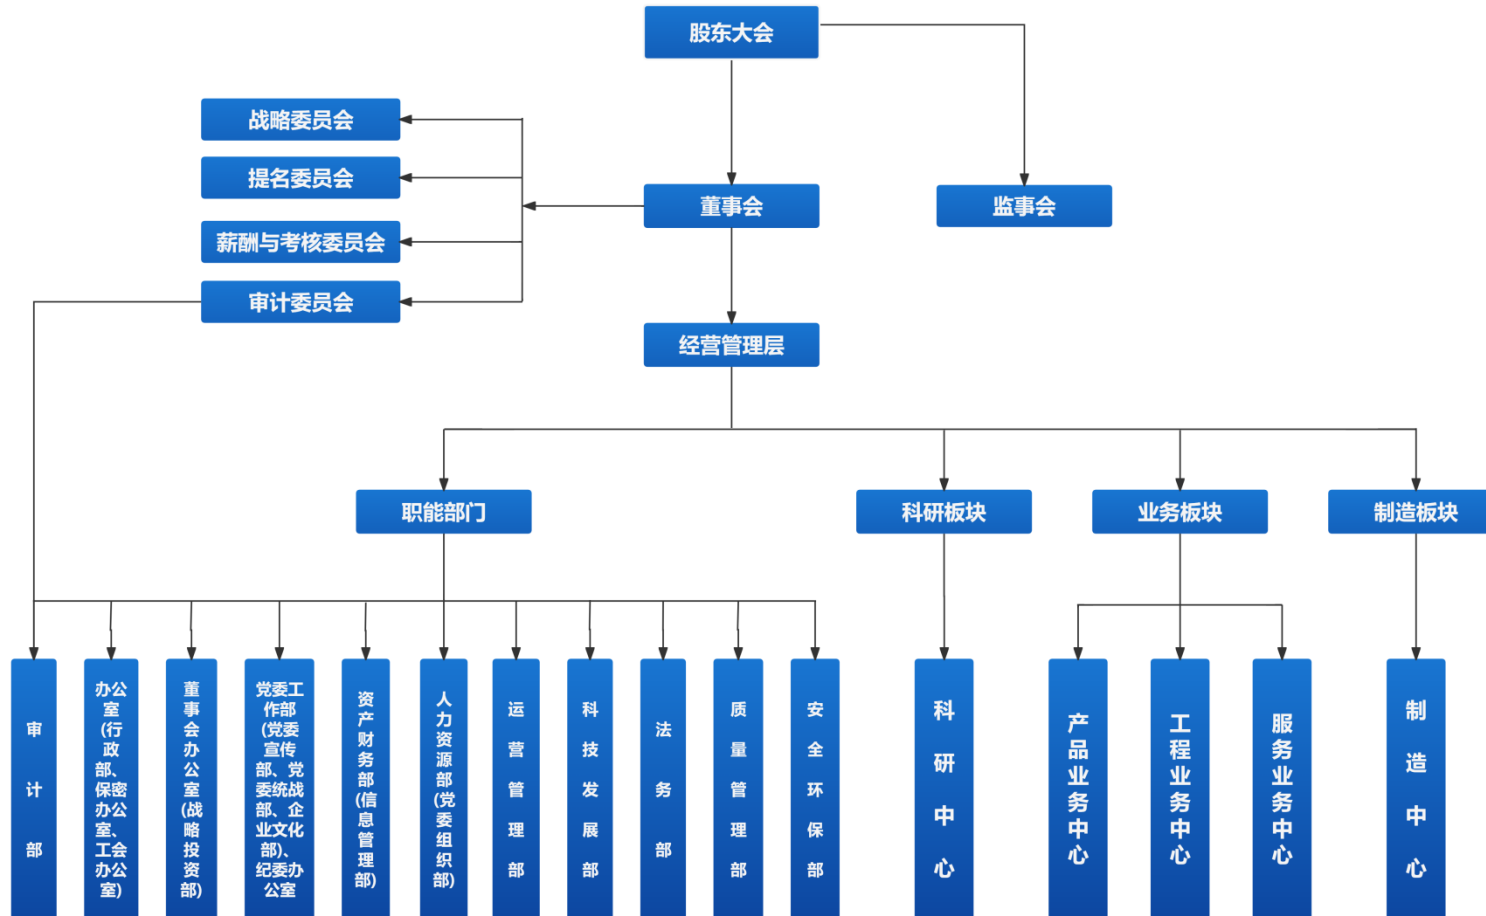 股东大会
战略委员会
提名委员会
董事会
监事会
薪酬与考核委员会
审计委员会
经营管理层
职能部门
科研板块
业务板块
制造板块
审计部
办公
室
(行
政
部、
保密
办公
室、
工会
办公
室)
董事会办公室(战略投资部)
党委工
作部
(党委
宣传
部、党
委统战
部、企
业文化
部)、
纪委办
公室
资产财务部(信息管理部)
人力资源部(党委组织部)
运营管理部
科技发展部
法务部
质量管理部
安全环保部
科研中心
产品业务中心
工程业务中心
服务业务中心
制造中心